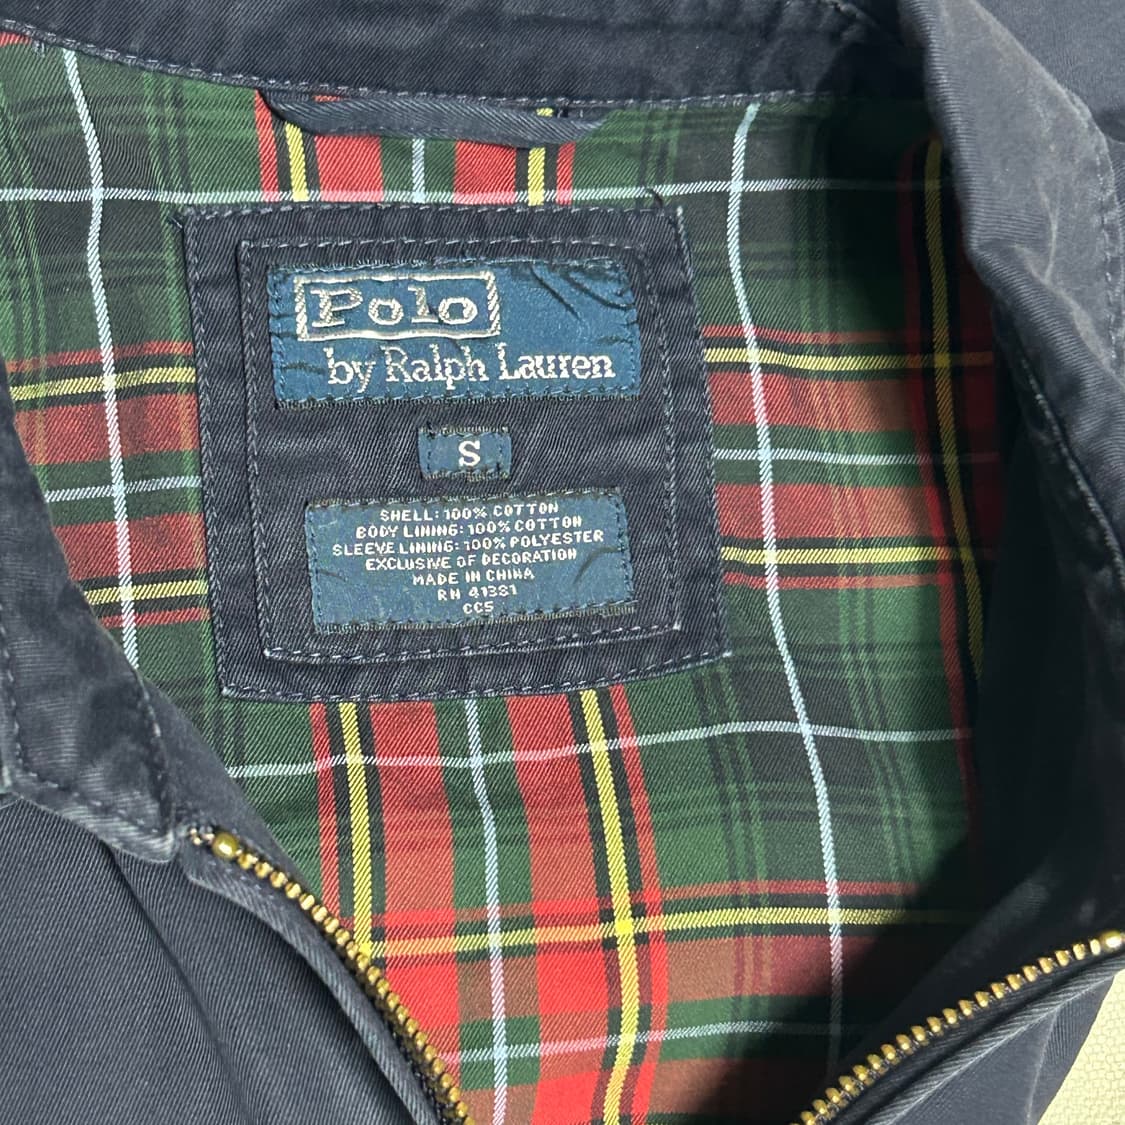 Polo
by Ralph Lauren
S
SHELL: 100% COTTON
BODY LINING: 100% COTTON
SLEEVE LINING: 100% POLYESTER
EXCLUSIVE OF DECORATION
MADE IN CHINA
RN 41381
CC5